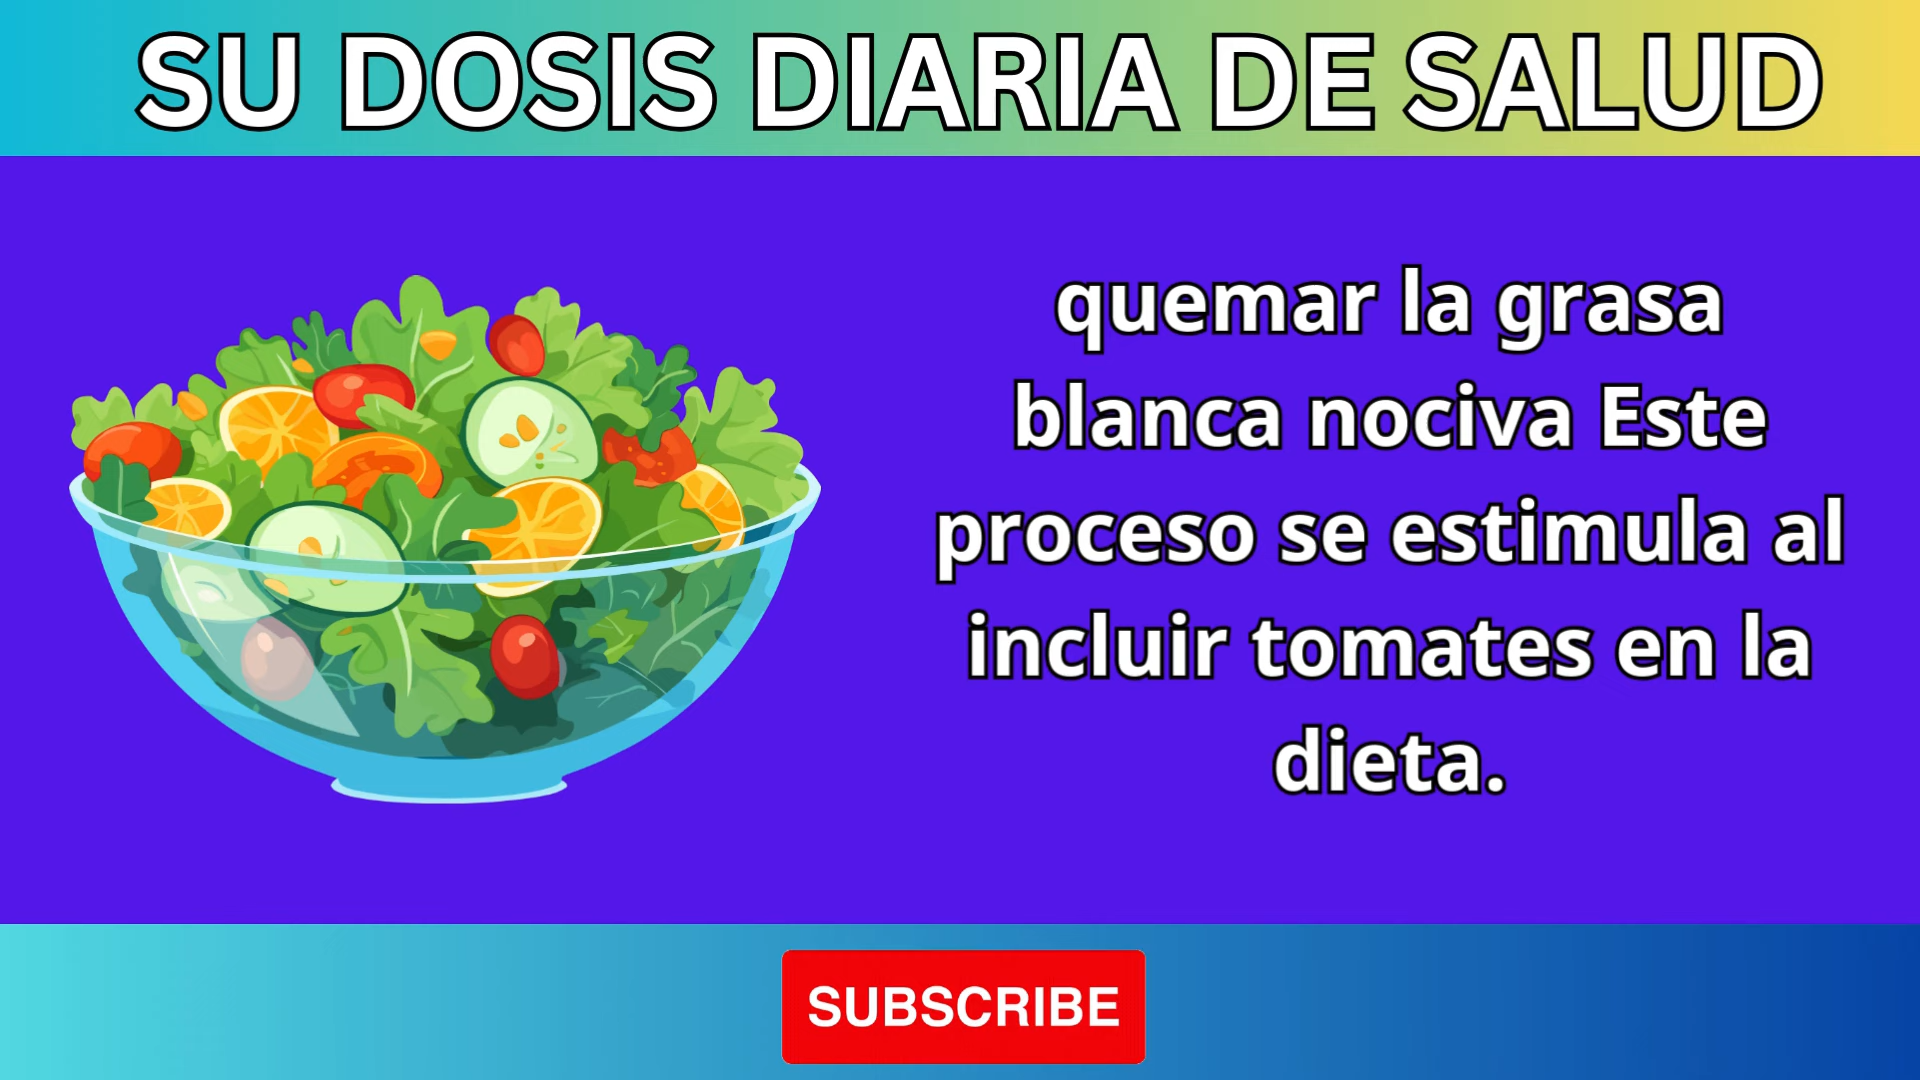 SU DOSIS DIARIA DE SALUD
quemar la grasa
blanca nociva Este
proceso se estimula al
incluir tomates en la
dieta.
SUBSCRIBE